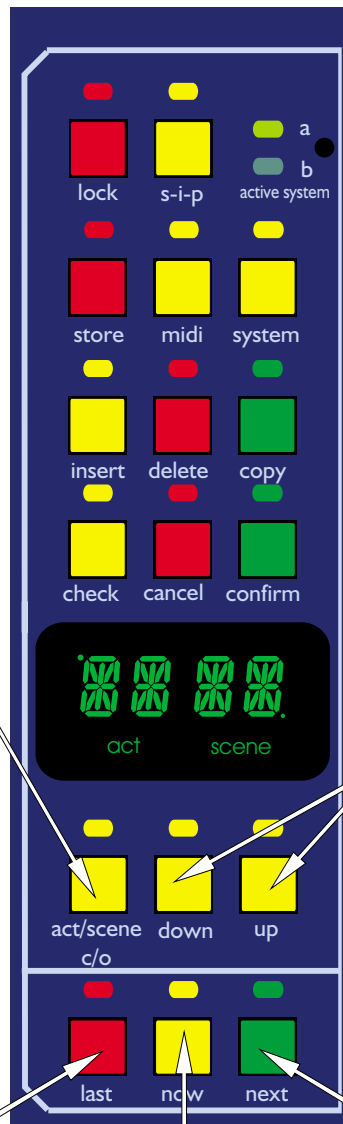 a
b
lock s-i-p active system
store midi system
insert delete copy
check cancel confirm
act scene
act/scene down up
c/o
last now next